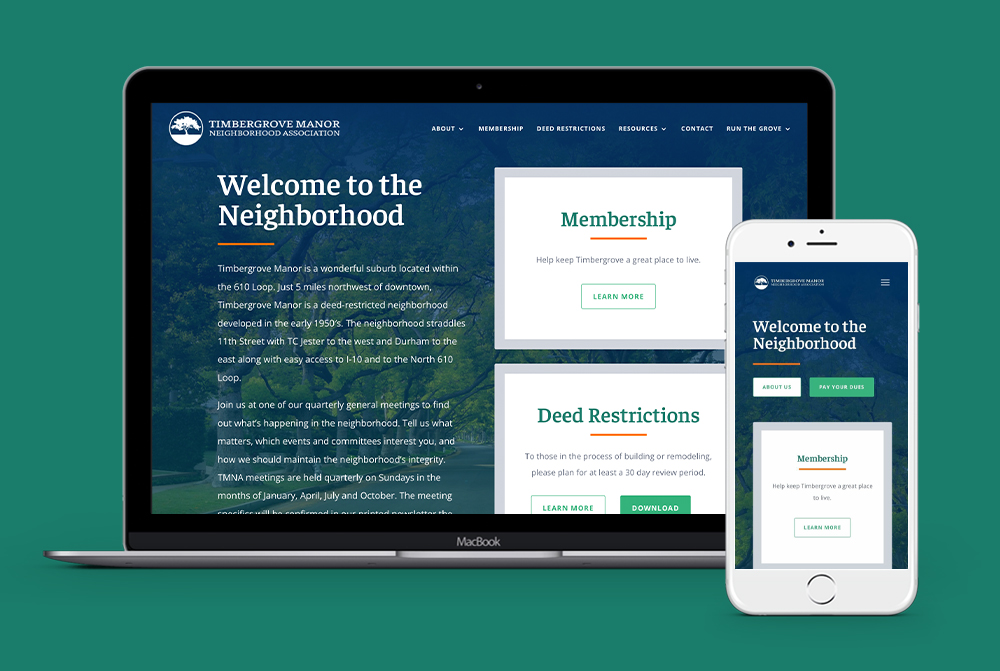 TIMBERGROVE MANOR
NEIGHBORHOOD ASSOCIATION
ABOUT MEMBERSHIP DEED RESTRICTIONS RESOURCES CONTACT RUN THE GROVE
Welcome to the
Neighborhood
Timbergrove Manor is a wonderful suburb located within
the 610 Loop. Just 5 miles northwest of downtown,
Timbergrove Manor is a deed-restricted neighborhood
developed in the early 1950's. The neighborhood straddles
11th Street with TC Jester to the west and Durham to the
east along with easy access to I-10 and to the North 610
Loop.
Join us at one of our quarterly general meetings to find
out what's happening in the neighborhood. Tell us what
matters, which events and committees interest you, and
how we should maintain the neighborhood's integrity.
TMNA meetings are held quarterly on Sundays in the
months of January, April, July and October. The meeting
specifics will be confirmed in our printed newsletter the
Membership
Help keep Timbergrove a great place to live.
LEARN MORE
Deed Restrictions
To those in the process of building or remodeling,
please plan for at least a 30 day review period.
LEARN MORE DOWNLOAD
MacBook
TIMBERGROVE MANOR
NEIGHBORHOOD ASSOCIATION
Welcome to the
Neighborhood
ABOUT US PAY YOUR DUES
Membership
Help keep Timbergrove a great place
to live.
LEARN MORE